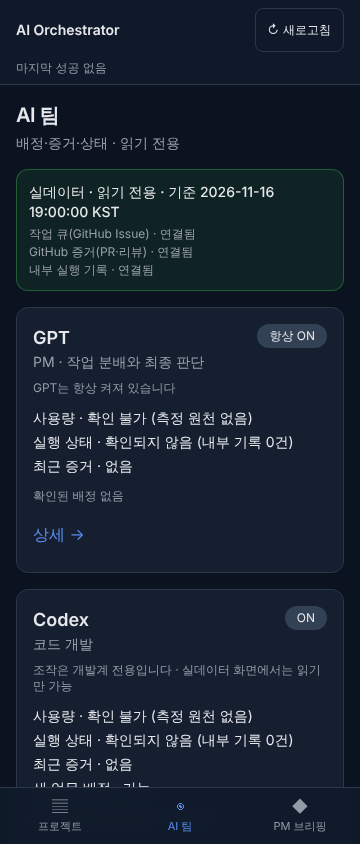 AI Orchestrator
↻ 새로고침
마지막 성공 없음
AI 팀
배정·증거·상태 · 읽기 전용
실데이터 · 읽기 전용 · 기준 2026-11-16
19:00:00 KST
작업 큐(GitHub Issue) · 연결됨
GitHub 증거(PR·리뷰) · 연결됨
내부 실행 기록 · 연결됨
GPT
항상 ON
PM · 작업 분배와 최종 판단
GPT는 항상 켜져 있습니다
사용량 · 확인 불가 (측정 원천 없음)
실행 상태 · 확인되지 않음 (내부 기록 0건)
최근 증거 · 없음
확인된 배정 없음
상세 →
Codex
ON
코드 개발
조작은 개발계 전용입니다 · 실데이터 화면에서는 읽기
만 가능
사용량 · 확인 불가 (측정 원천 없음)
실행 상태 · 확인되지 않음 (내부 기록 0건)
최근 증거 · 없음
프로젝트
AI 팀
PM 브리핑